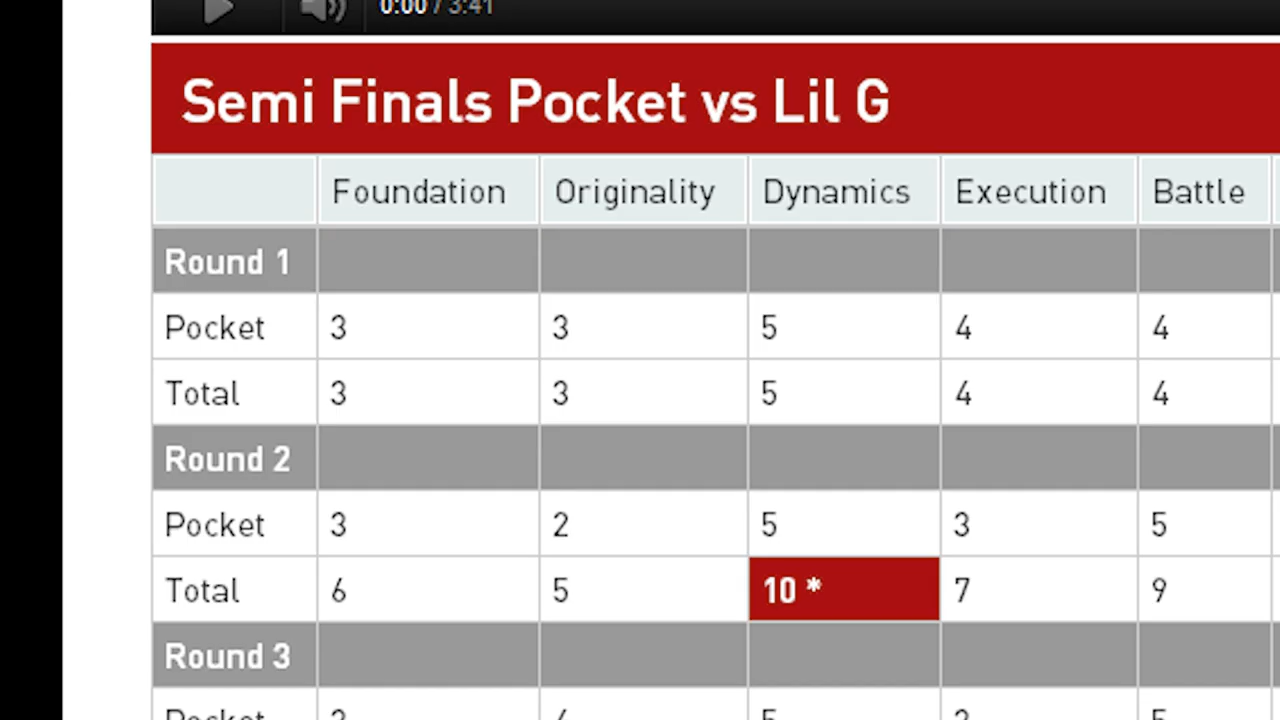 0:00 / 3:41
Semi Finals Pocket vs Lil G
Foundation Originality Dynamics Execution Battle
Round 1
Pocket 3 3 5 4 4
Total 3 3 5 4 4
Round 2
Pocket 3 2 5 3 5
Total 6 5 10 * 7 9
Round 3
Pocket